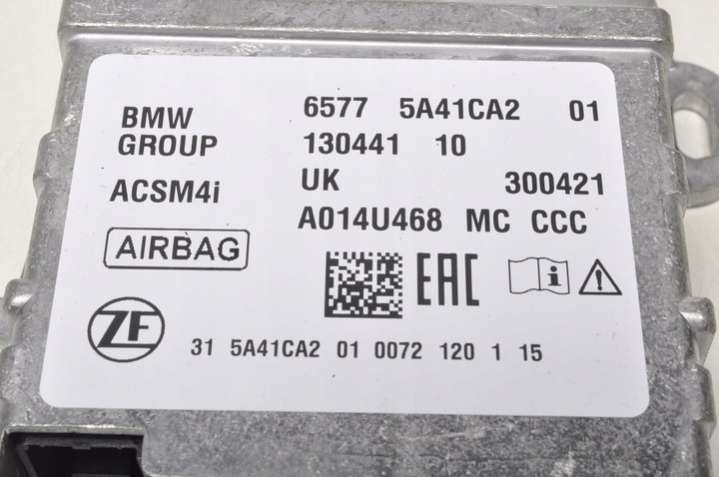 BMW GROUP 6577 5A41CA2 01
130441 10
ACSM4i UK 300421
A014U468 MC CCC
AIRBAG
EAC
ZF
31 5A41CA2 01 0072 120 1 15